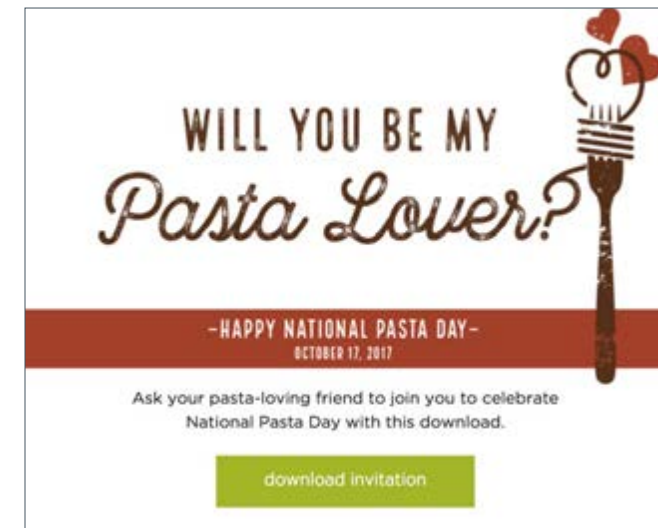 WILL YOU BE MY
Pasta Lover?
-HAPPY NATIONAL PASTA DAY-
OCTOBER 17, 2017
Ask your pasta-loving friend to join you to celebrate
National Pasta Day with this download.
download invitation